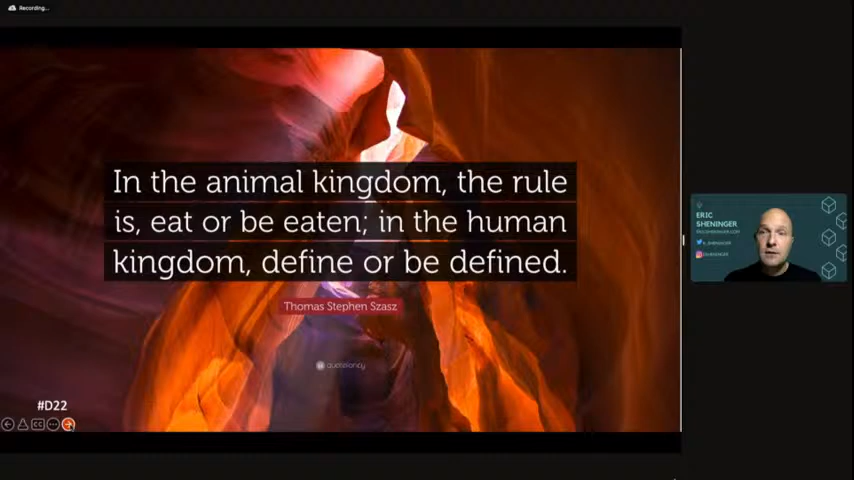 Recording...
In the animal kingdom, the rule
is, eat or be eaten; in the human
kingdom, define or be defined.
Thomas Stephen Szasz
quotefancy
#D22
CC
ERIC
SHENINGER